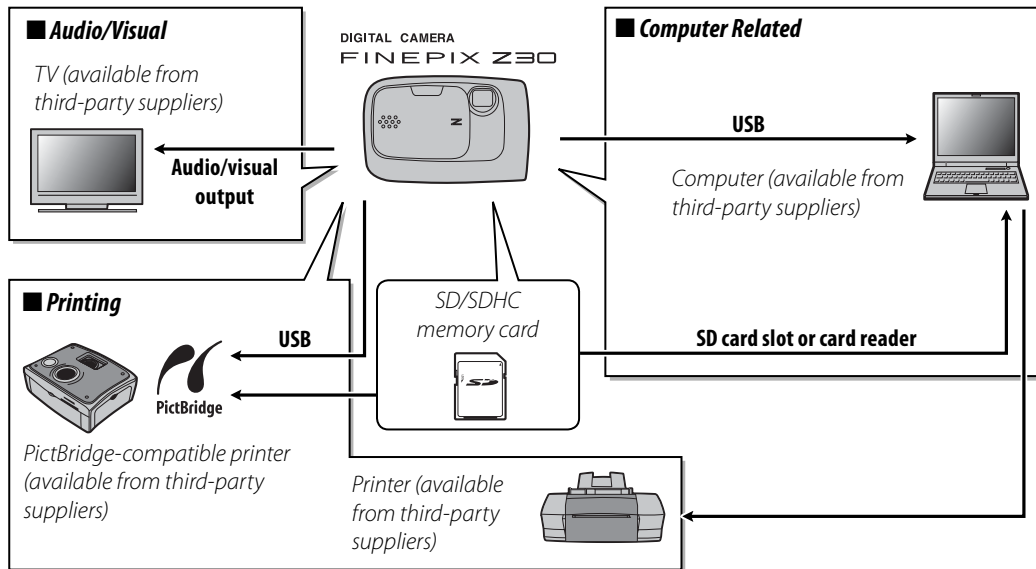 ■ Audio/Visual
TV (available from
third-party suppliers)
Audio/visual
output
DIGITAL CAMERA
FINEPIX Z30
Z
■ Computer Related
USB
Computer (available from
third-party suppliers)
SD card slot or card reader
SD/SDHC
memory card
SD
■ Printing
USB
PictBridge
PictBridge-compatible printer
(available from third-party
suppliers)
Printer (available
from third-party
suppliers)